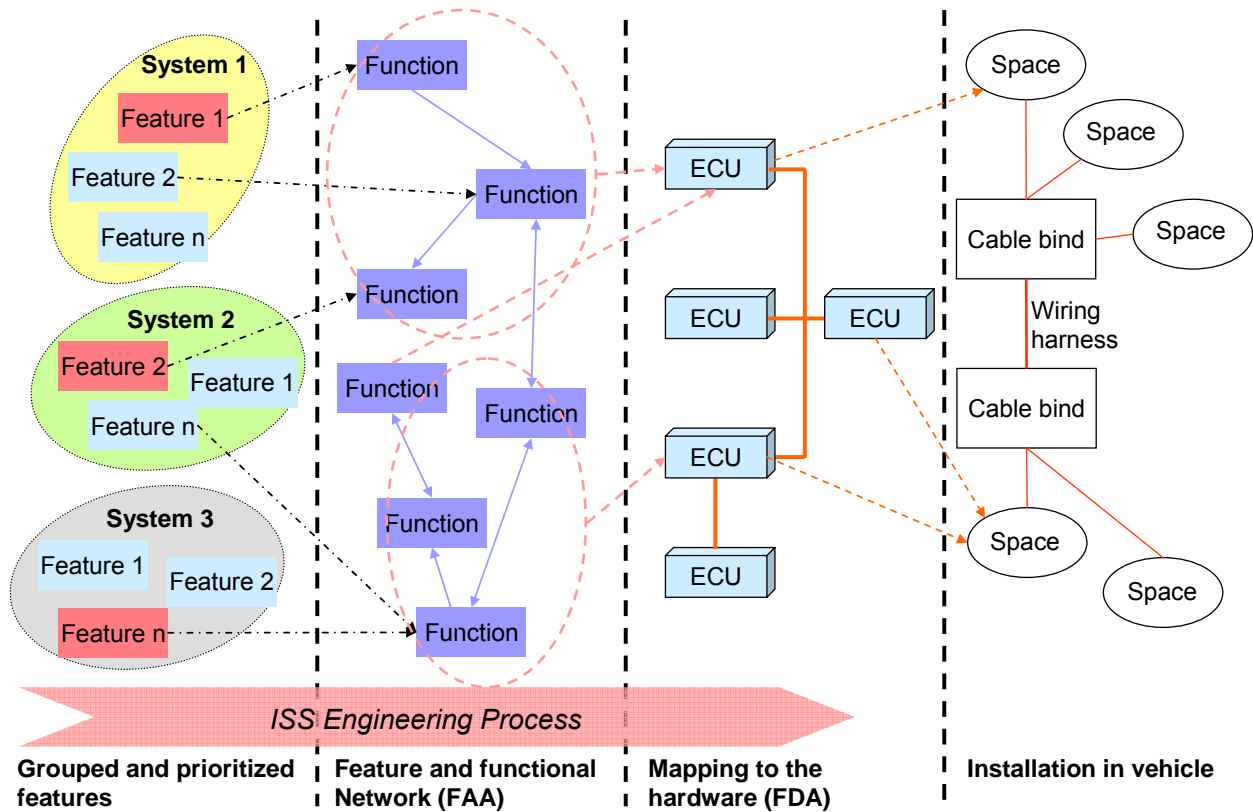 System 1
Feature 1
Feature 2
Feature n
System 2
Feature 2
Feature 1
Feature n
System 3
Feature 1
Feature 2
Feature n
Function
Function
Function
Function
Function
Function
Function
ECU
ECU
ECU
ECU
ECU
Space
Space
Space
Cable bind
Wiring
harness
Cable bind
Space
Space
ISS Engineering Process
Grouped and prioritized
features
Feature and functional
Network (FAA)
Mapping to the
hardware (FDA)
Installation in vehicle